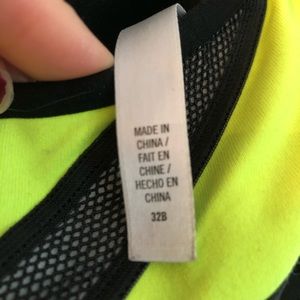 MADE IN
CHINA /
FAIT EN
CHINE /
HECHO EN
CHINA
32B